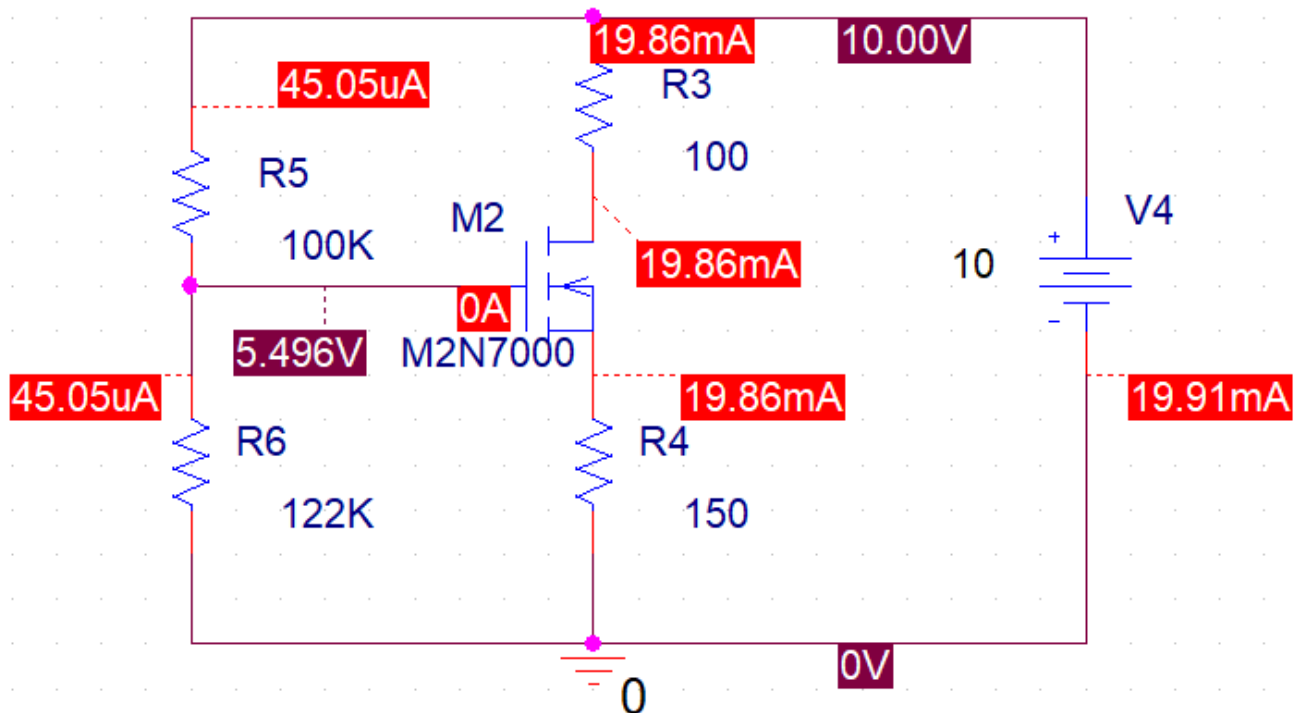 19.86mA
10.00V
45.05uA
R3
100
R5
100K
M2
V4
+
10
19.86mA
0A
-
5.496V
M2N7000
45.05uA
19.86mA
19.91mA
R6
122K
R4
150
0V
0